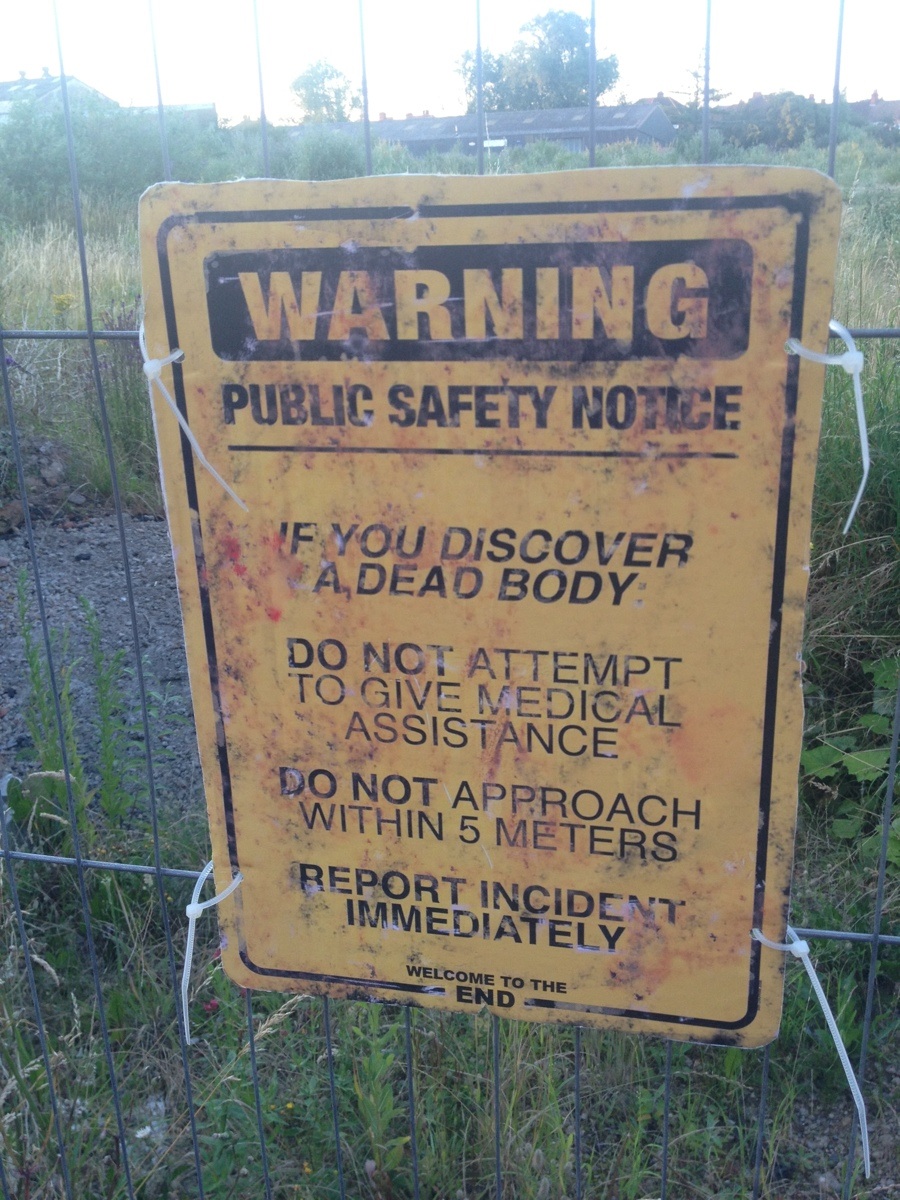 WARNING
PUBLIC SAFETY NOTICE
IF YOU DISCOVER
A DEAD BODY:
DO NOT ATTEMPT
TO GIVE MEDICAL
ASSISTANCE
DO NOT APPROACH
WITHIN 5 METERS
REPORT INCIDENT
IMMEDIATELY
WELCOME TO THE
END